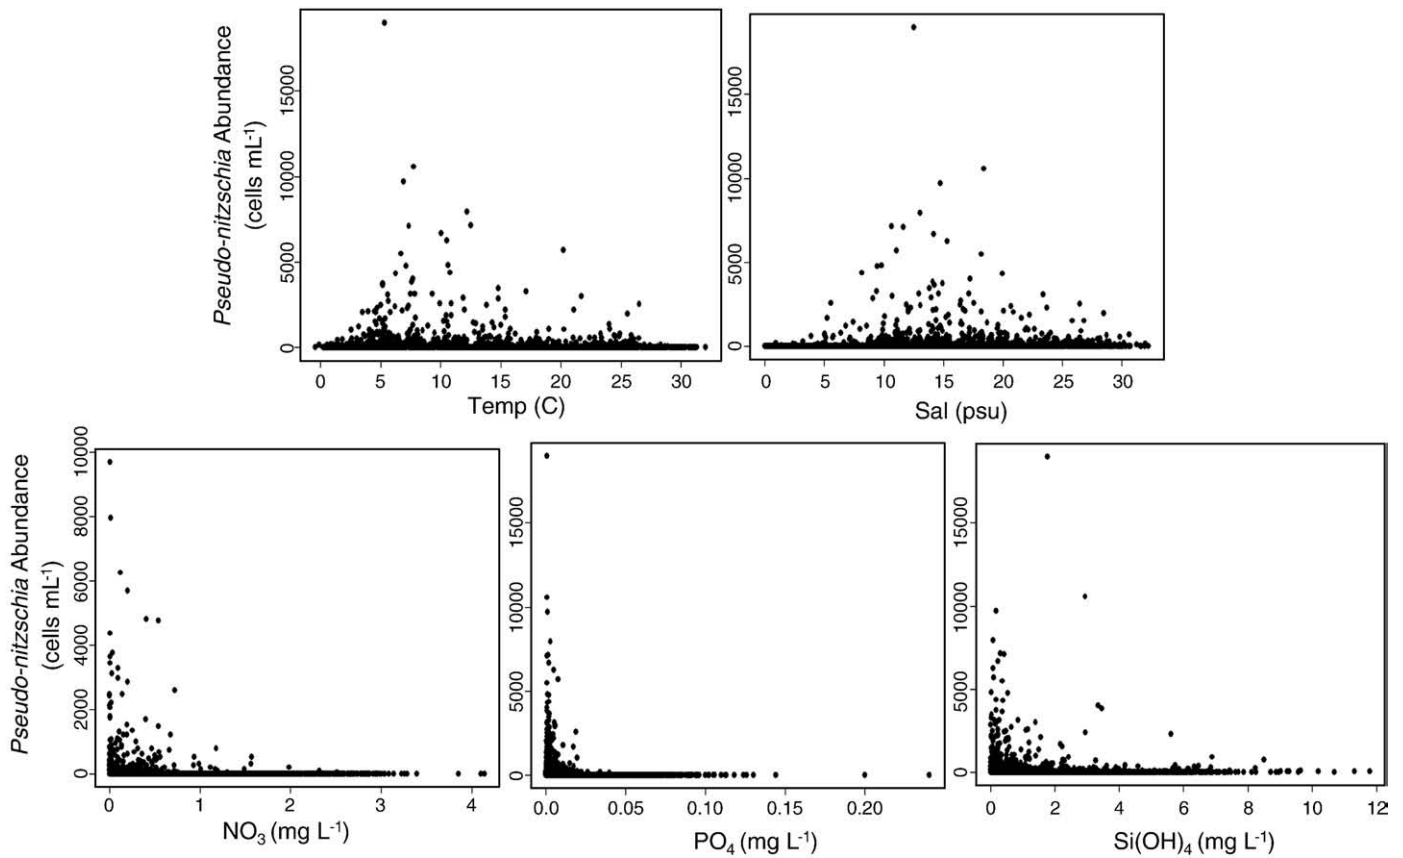 Pseudo-nitzschia Abundance
(cells mL⁻¹)
15000
10000
5000
0
0 5 10 15 20 25 30
Temp (C)
15000
10000
5000
0
0 5 10 15 20 25 30
Sal (psu)
Pseudo-nitzschia Abundance
(cells mL⁻¹)
10000
8000
6000
4000
2000
0
0 1 2 3 4
NO₃ (mg L⁻¹)
15000
10000
5000
0
0 0.05 0.10 0.15 0.20
PO₄ (mg L⁻¹)
15000
10000
5000
0
0 2 4 6 8 10 12
Si(OH)₄ (mg L⁻¹)